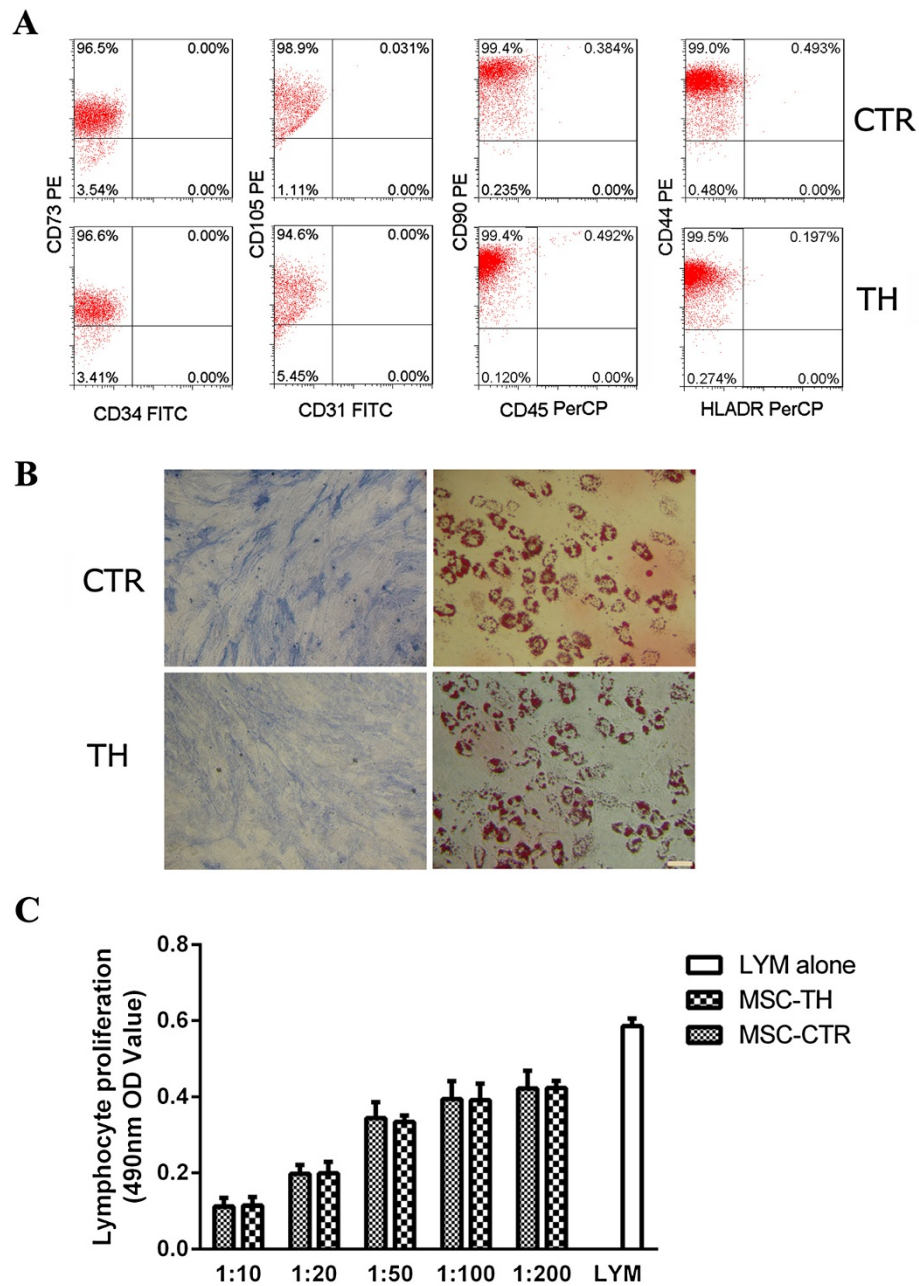 A
96.5% 0.00%
3.54% 0.00%
CD73 PE
98.9% 0.031%
1.11% 0.00%
CD105 PE
99.4% 0.384%
0.235% 0.00%
CD90 PE
99.0% 0.493%
0.480% 0.00%
CD44 PE
CTR
96.6% 0.00%
3.41% 0.00%
94.6% 0.00%
5.45% 0.00%
99.4% 0.492%
0.120% 0.00%
99.5% 0.197%
0.274% 0.00%
TH
CD34 FITC
CD31 FITC
CD45 PerCP
HLADR PerCP
B
CTR
TH
C
Lymphocyte proliferation
(490nm OD Value)
0.8
0.6
0.4
0.2
0.0
1:10 1:20 1:50 1:100 1:200 LYM
LYM alone
MSC-TH
MSC-CTR